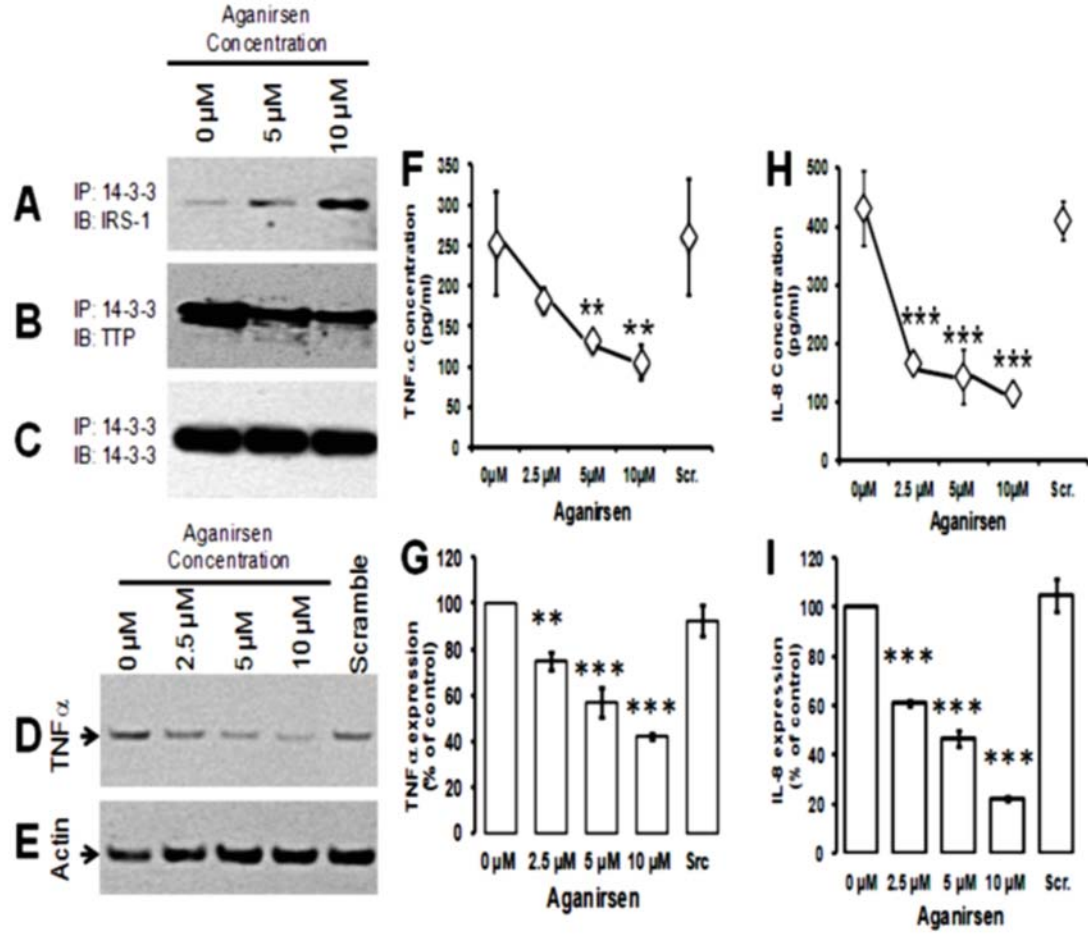 Aganirsen
Concentration
0 µM
5 µM
10 µM
A
IP: 14-3-3
IB: IRS-1
B
IP: 14-3-3
IB: TTP
C
IP: 14-3-3
IB: 14-3-3
Aganirsen
Concentration
0 µM
2.5 µM
5 µM
10 µM
Scramble
D
TNFα
E
Actin
F
TNFα Concentration
(pg/ml)
350
300
250
200
150
100
50
0
**
**
0µM
2.5 µM
5µM
10µM
Scr.
Aganirsen
G
TNFα expression
(% of control)
120
100
80
60
40
20
0
**
***
***
0 µM
2.5 µM
5 µM
10 µM
Src
Aganirsen
H
IL-8 Concentration
(pg/ml)
500
400
300
200
100
0
***
***
***
0µM
2.5 µM
5µM
10µM
Scr.
Aganirsen
I
IL-8 expression
(% of control)
120
100
80
60
40
20
0
***
***
***
0 µM
2.5 µM
5 µM
10 µM
Scr.
Aganirsen